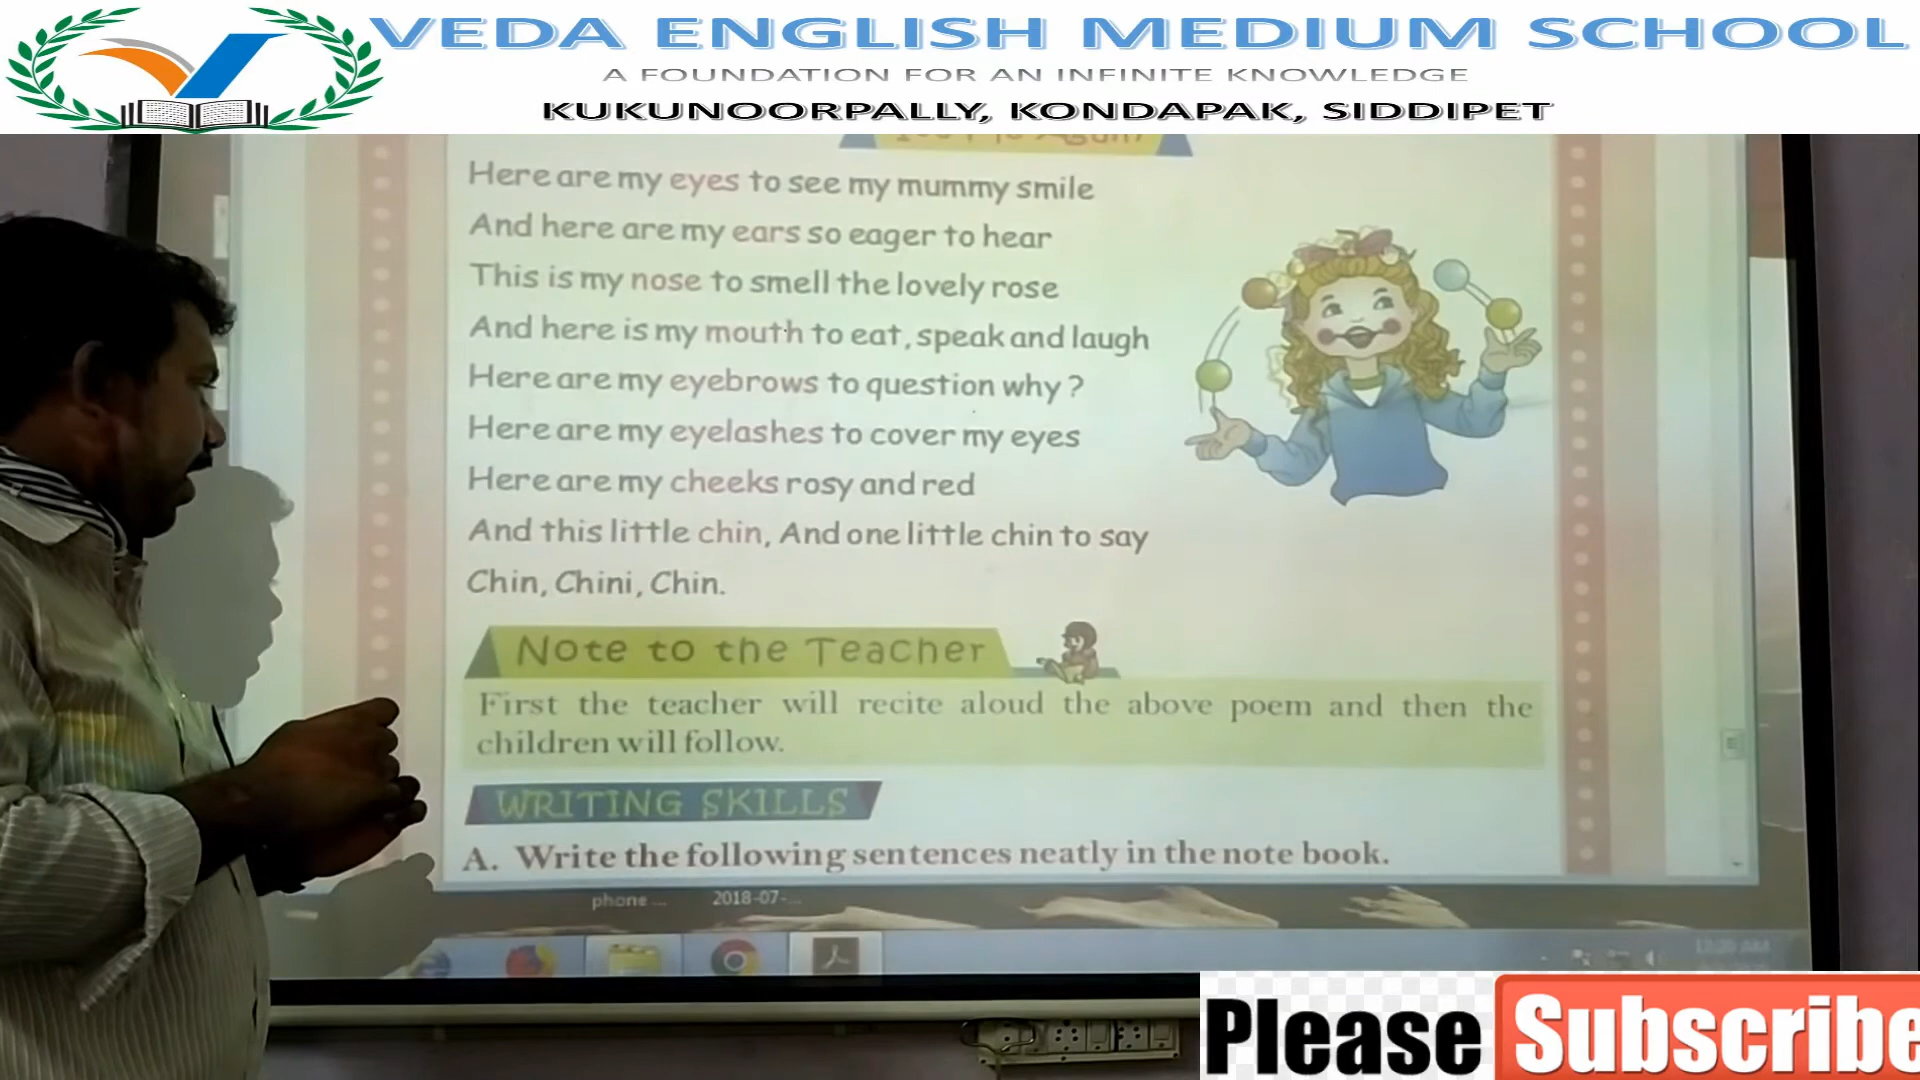 VEDA ENGLISH MEDIUM SCHOOL
A FOUNDATION FOR AN INFINITE KNOWLEDGE
KUKUNOORPALLY, KONDAPAK, SIDDIPET
Here are my eyes to see my mummy smile
And here are my ears so eager to hear
This is my nose to smell the lovely rose
And here is my mouth to eat, speak and laugh
Here are my eyebrows to question why ?
Here are my eyelashes to cover my eyes
Here are my cheeks rosy and red
And this little chin, And one little chin to say
Chin, Chini, Chin.
Note to the Teacher
First the teacher will recite aloud the above poem and then the
children will follow.
WRITING SKILLS
A. Write the following sentences neatly in the note book.
phone ... 2018-07-...
Please Subscribe